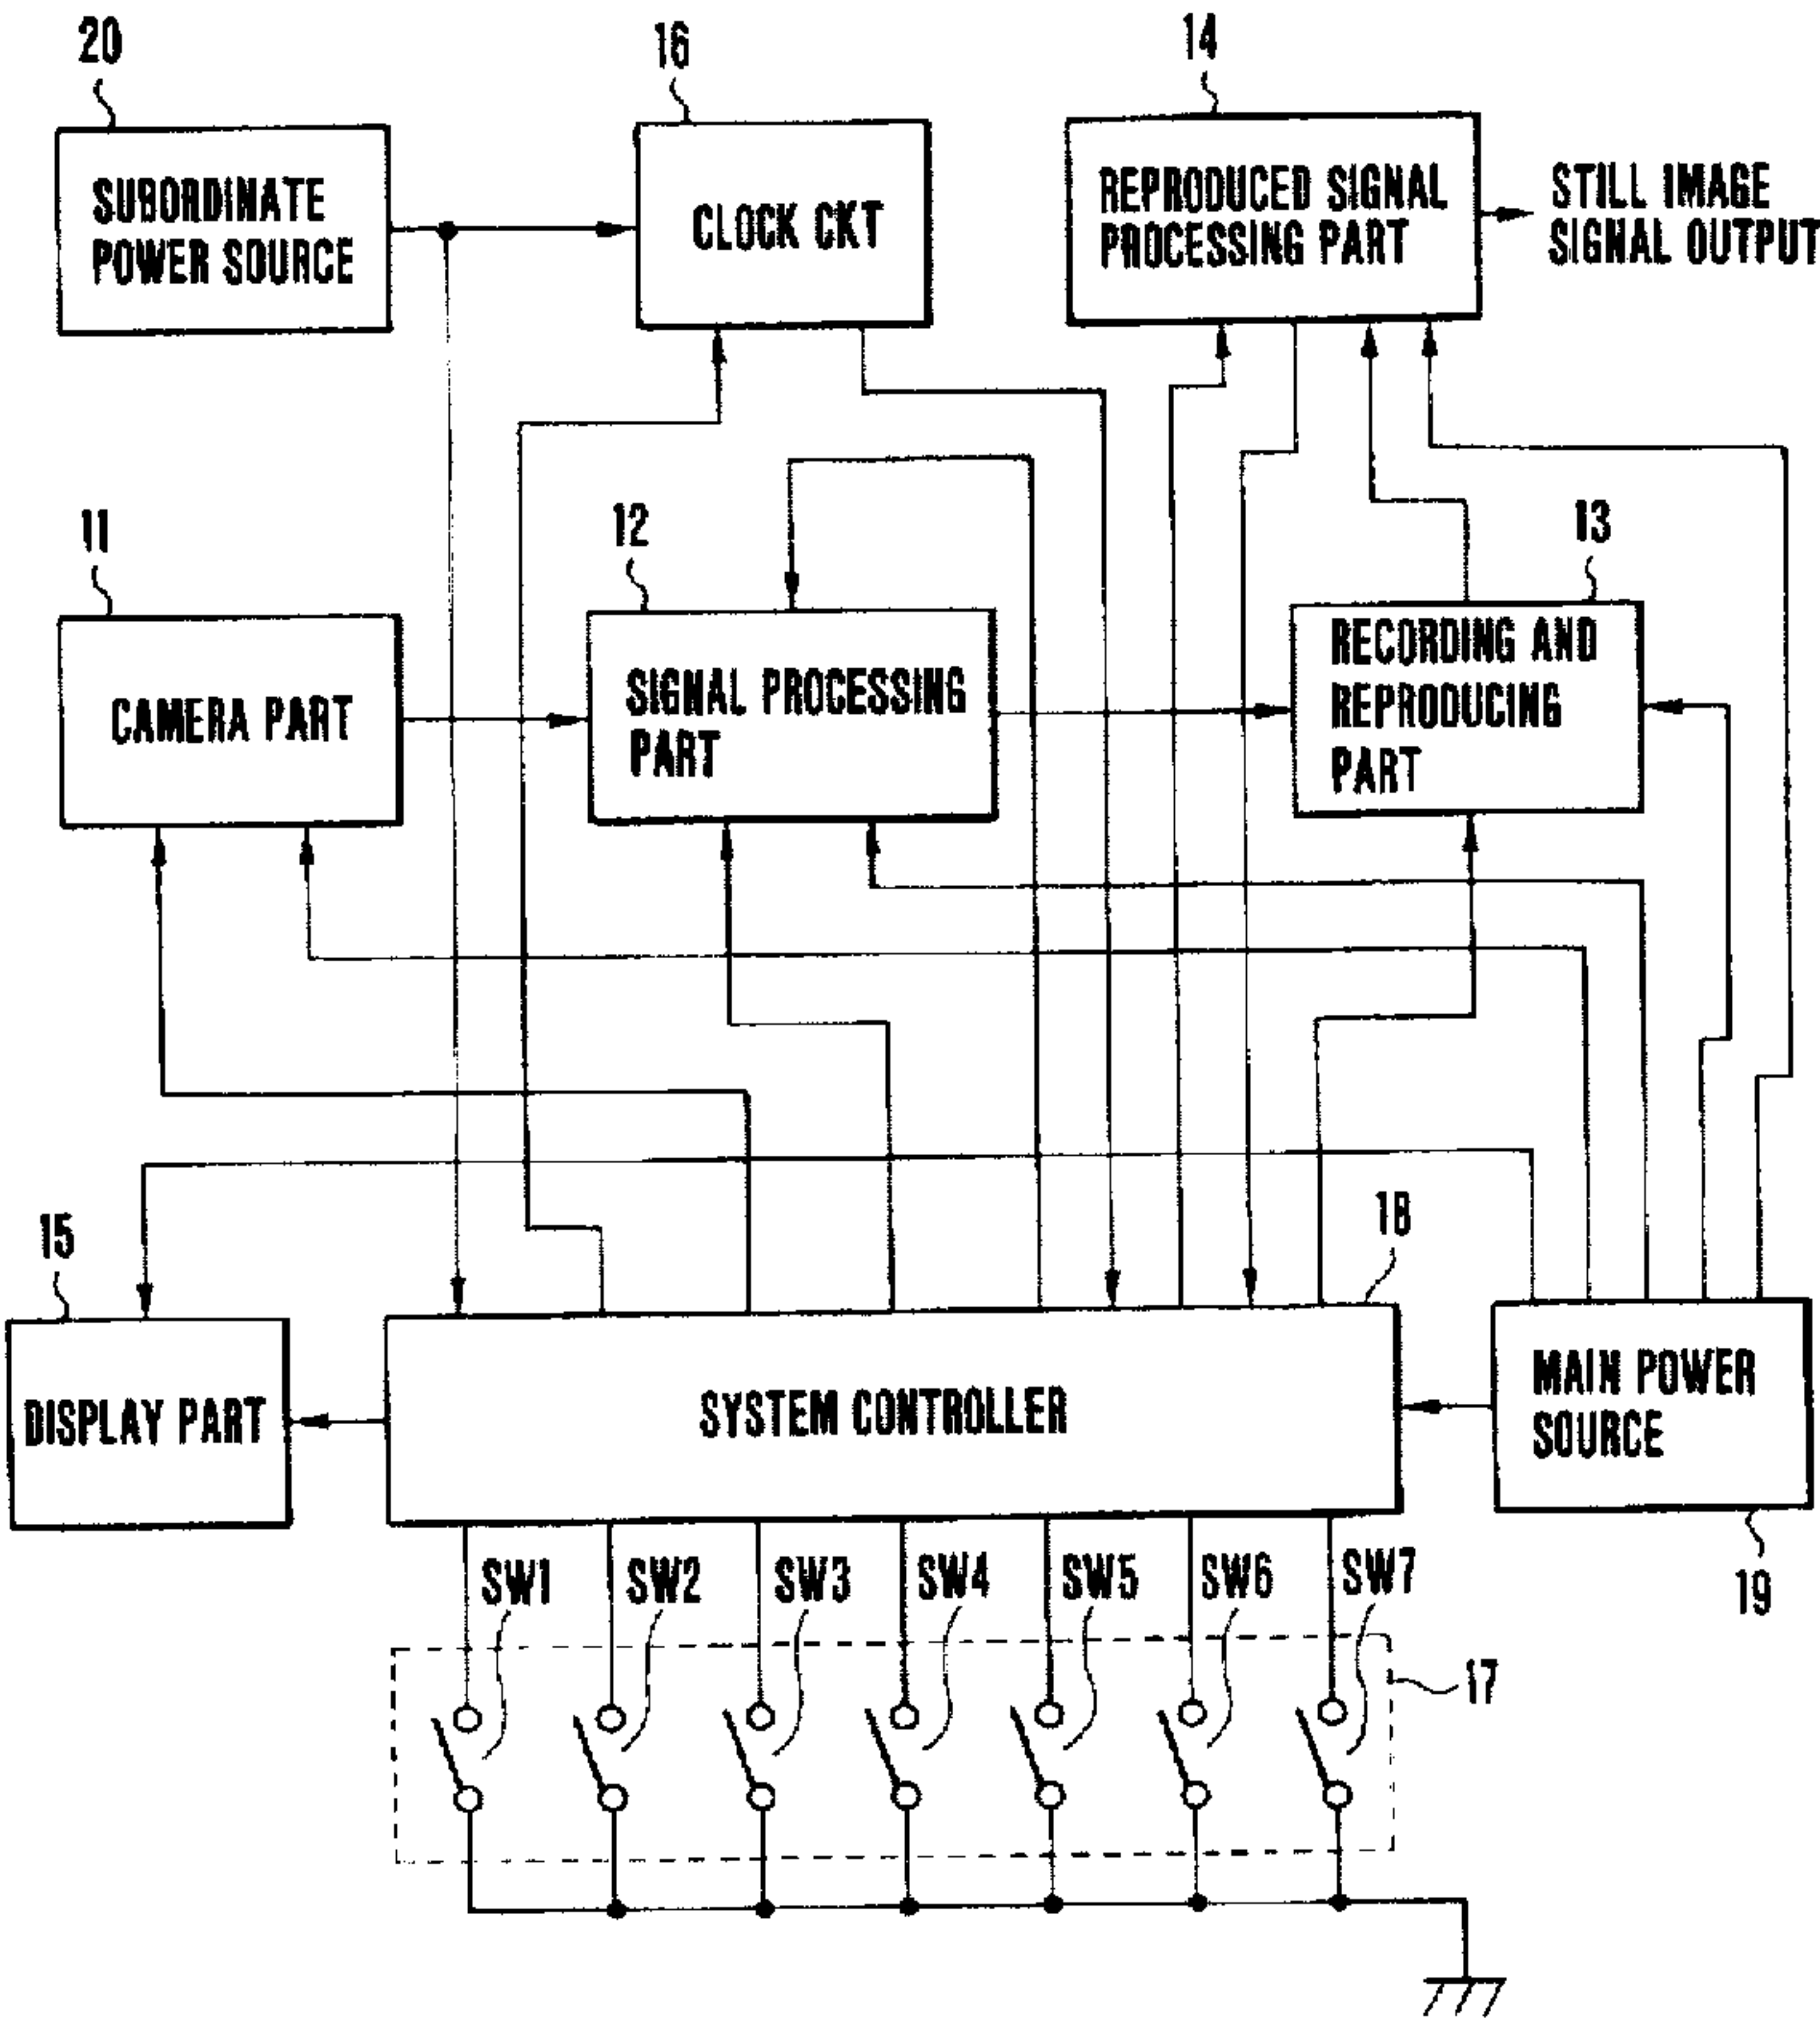 20
16
14
SUBORDINATE
POWER SOURCE
CLOCK CKT
REPRODUCED SIGNAL
PROCESSING PART
STILL IMAGE
SIGNAL OUTPUT
11
12
13
CAMERA PART
SIGNAL PROCESSING
PART
RECORDING AND
REPRODUCING
PART
15
18
DISPLAY PART
SYSTEM CONTROLLER
MAIN POWER
SOURCE
SW1
SW2
SW3
SW4
SW5
SW6
SW7
19
17